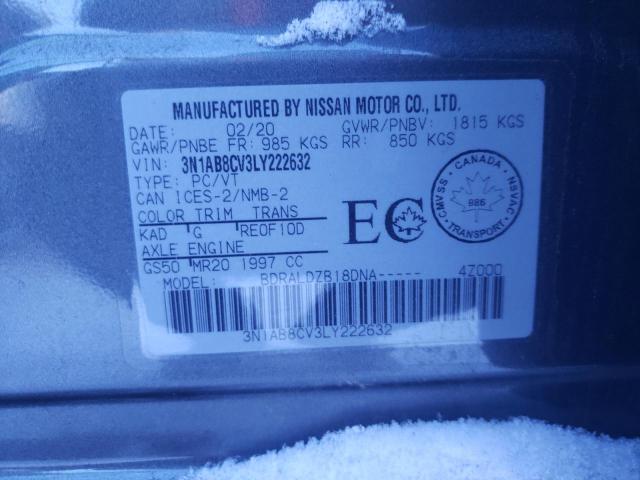 MANUFACTURED BY NISSAN MOTOR CO., LTD.
DATE: 02/20 GVWR/PNBV: 1815 KGS
GAWR/PNBE FR: 985 KGS RR: 850 KGS
VIN: 3N1AB8CV3LY222632
TYPE: PC/VT
CAN ICES-2/NMB-2
COLOR TRIM TRANS
KAD G RE0F10D
AXLE ENGINE
GS50 MR20 1997 CC
MODEL: BDRALDZB18DNA----- 4Z000
3N1AB8CV3LY222632
EC
CANADA
CMVSS NSVAC
886
TRANSPORT